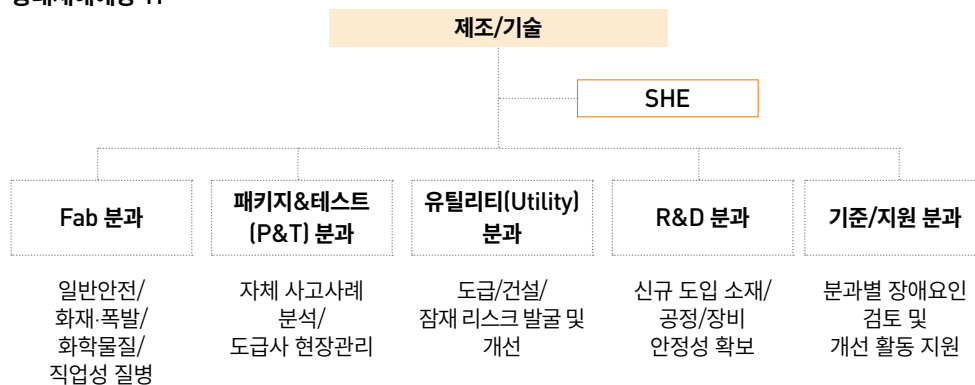 제조/기술
SHE
Fab 분과
패키지&테스트
(P&T) 분과
유틸리티(Utility)
분과
R&D 분과
기준/지원 분과
일반안전/
화재·폭발/
화학물질/
직업성 질병
자체 사고사례
분석/
도급사 현장관리
도급/건설/
잠재 리스크 발굴 및
개선
신규 도입 소재/
공정/장비
안정성 확보
분과별 장애요인
검토 및
개선 활동 지원